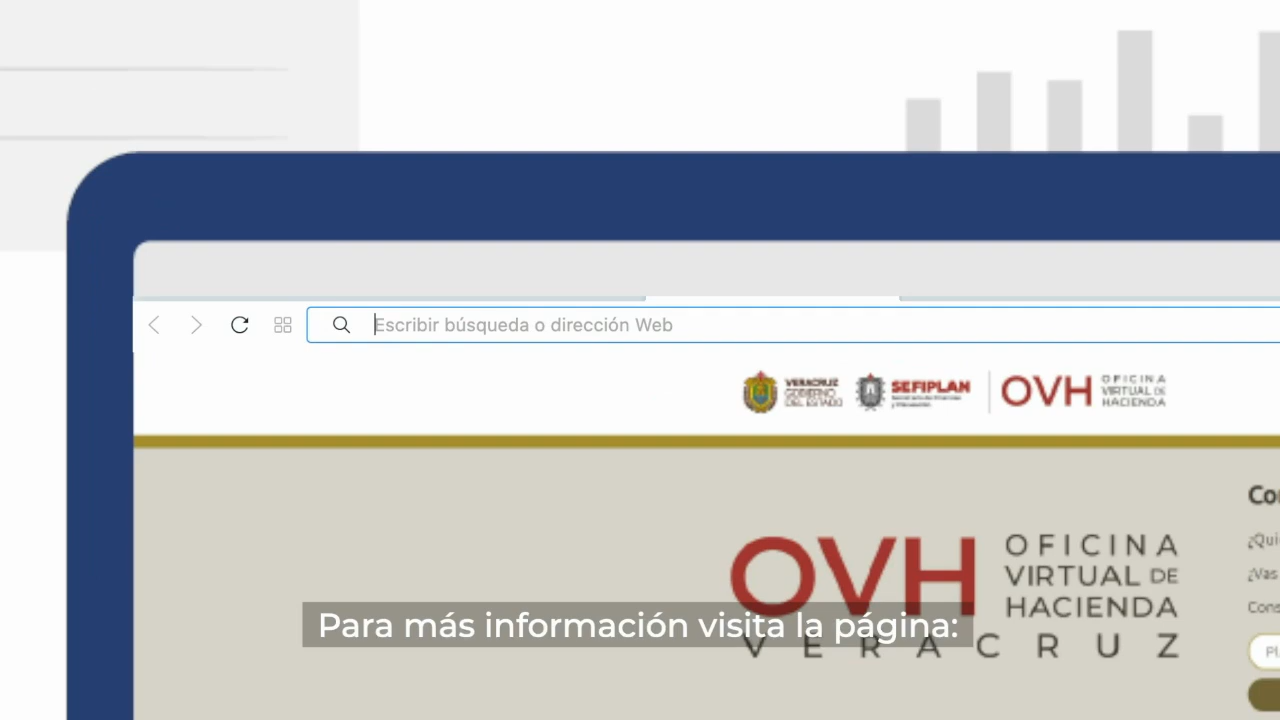 Escribir búsqueda o dirección Web
VERACRUZ
GOBIERNO
DEL ESTADO
SEFIPLAN
OVH
OFICINA
VIRTUAL DE
HACIENDA
OVH
OFICINA
VIRTUAL DE
HACIENDA
VERACRUZ
¿Vas
Para más información visita la página: